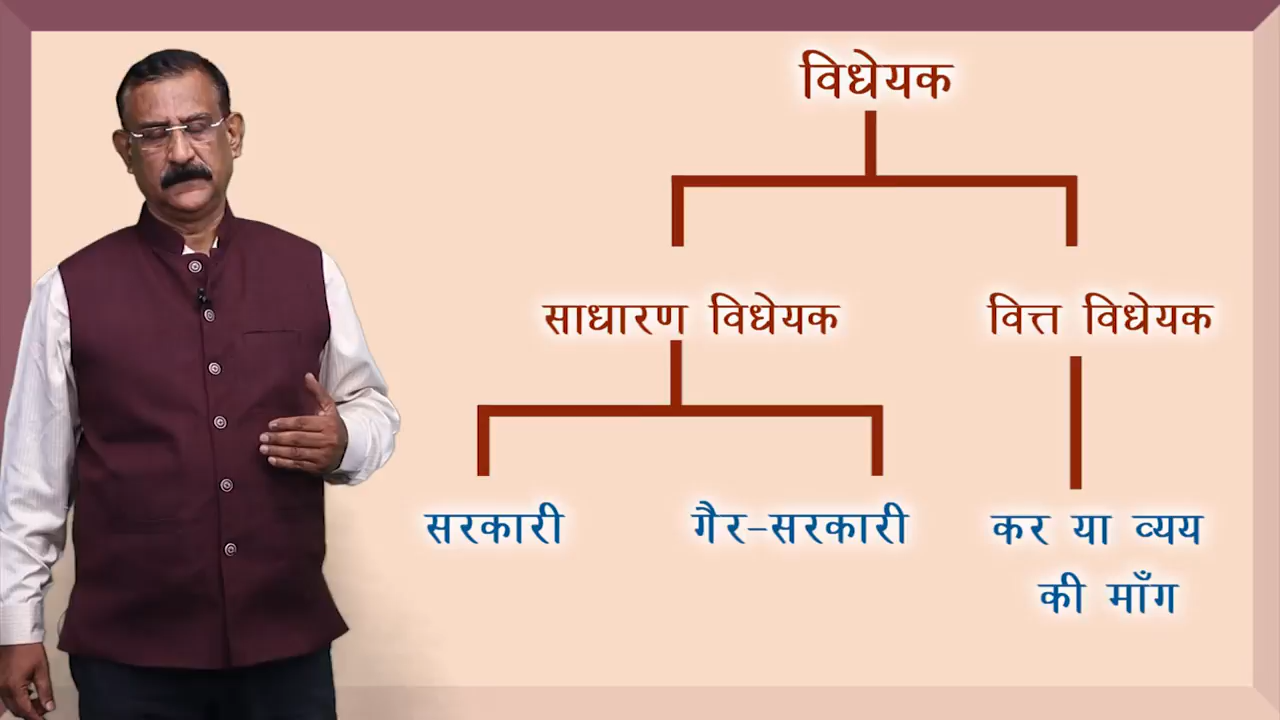 विधेयक
साधारण विधेयक
वित्त विधेयक
सरकारी
गैर-सरकारी
कर या व्यय
की माँग